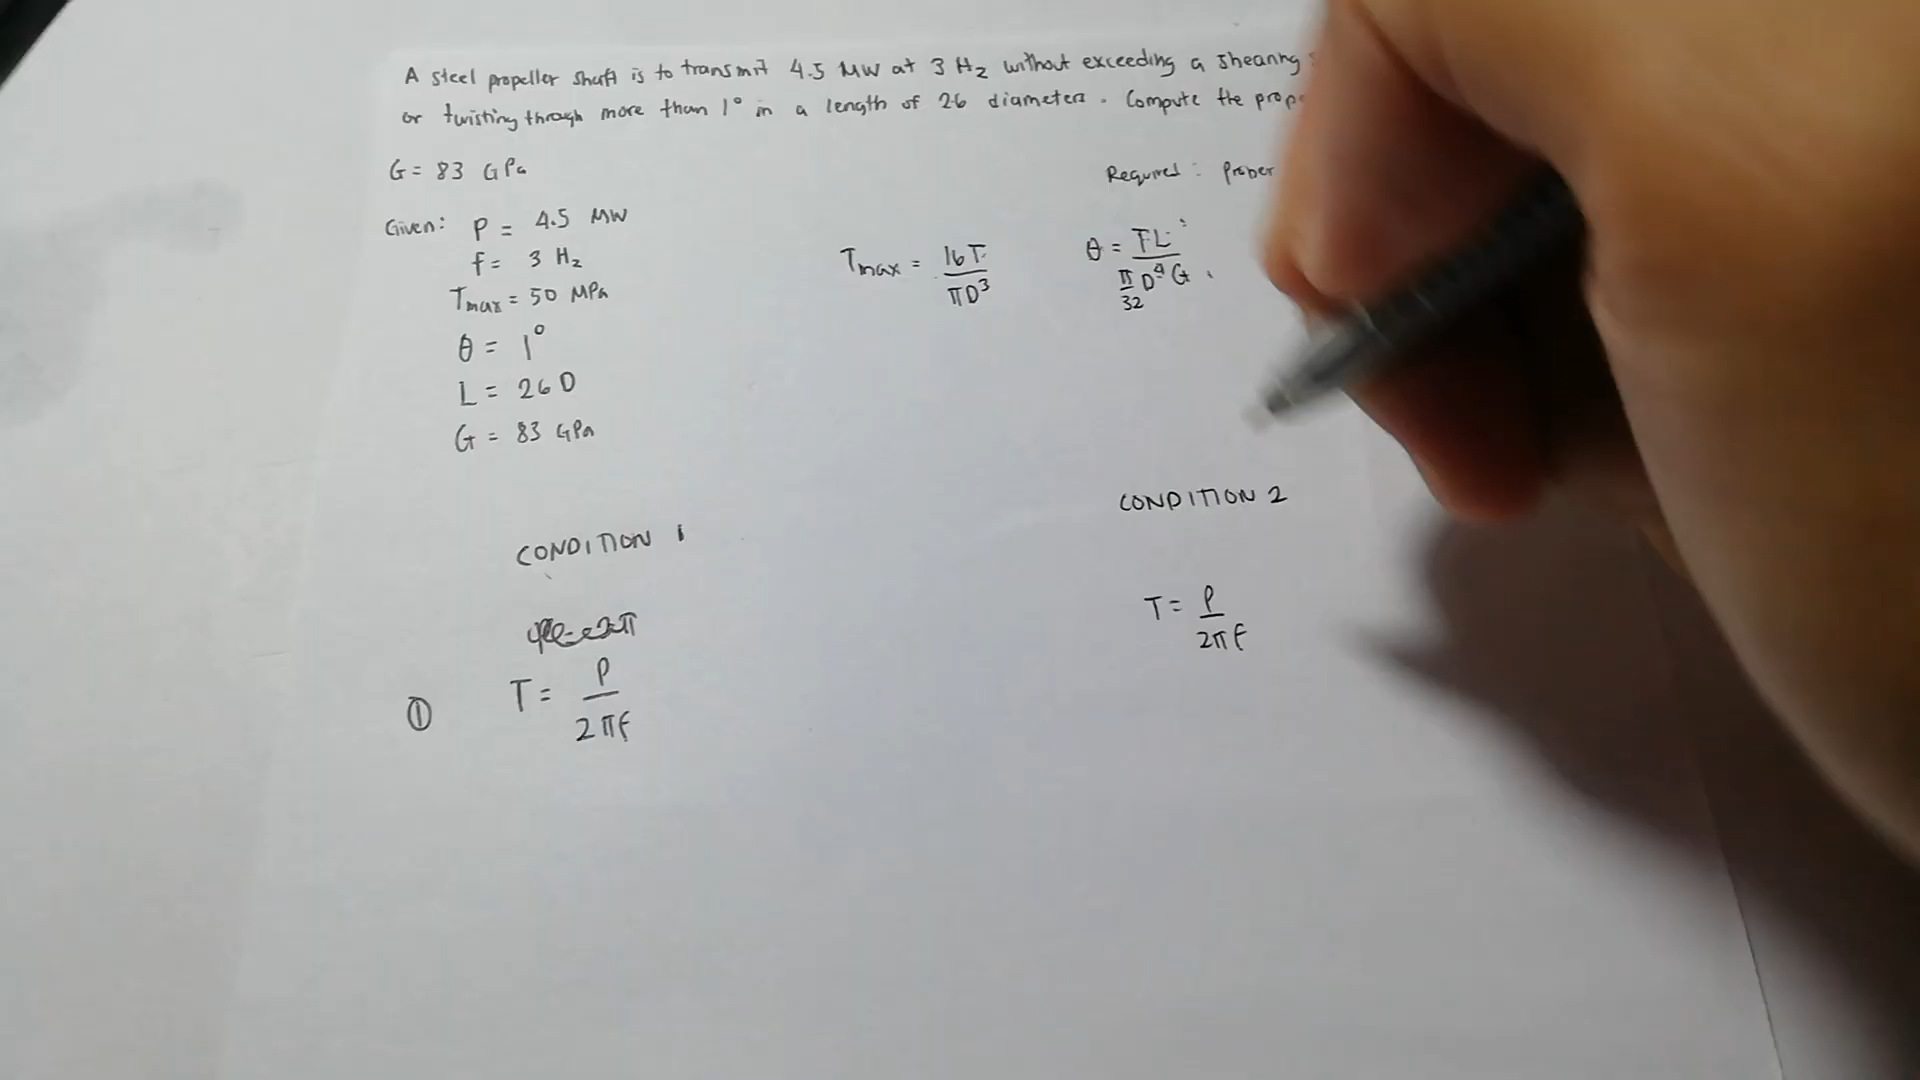 A steel propeller shaft is to transmit 4.5 MW at 3 Hz without exceeding a shearing
or twisting through more than 1° in a length of 26 diameters. Compute the
G = 83 GPa
Required: Proper
Given: P = 4.5 MW
f = 3 Hz
Tmax = 50 MPa
θ = 1°
L = 26 D
G = 83 GPa
Tmax = 16T / πD³
θ = TL / π/32 D⁴ G
CONDITION 1
CONDITION 2
① T = P / 2πf
T = P / 2πf